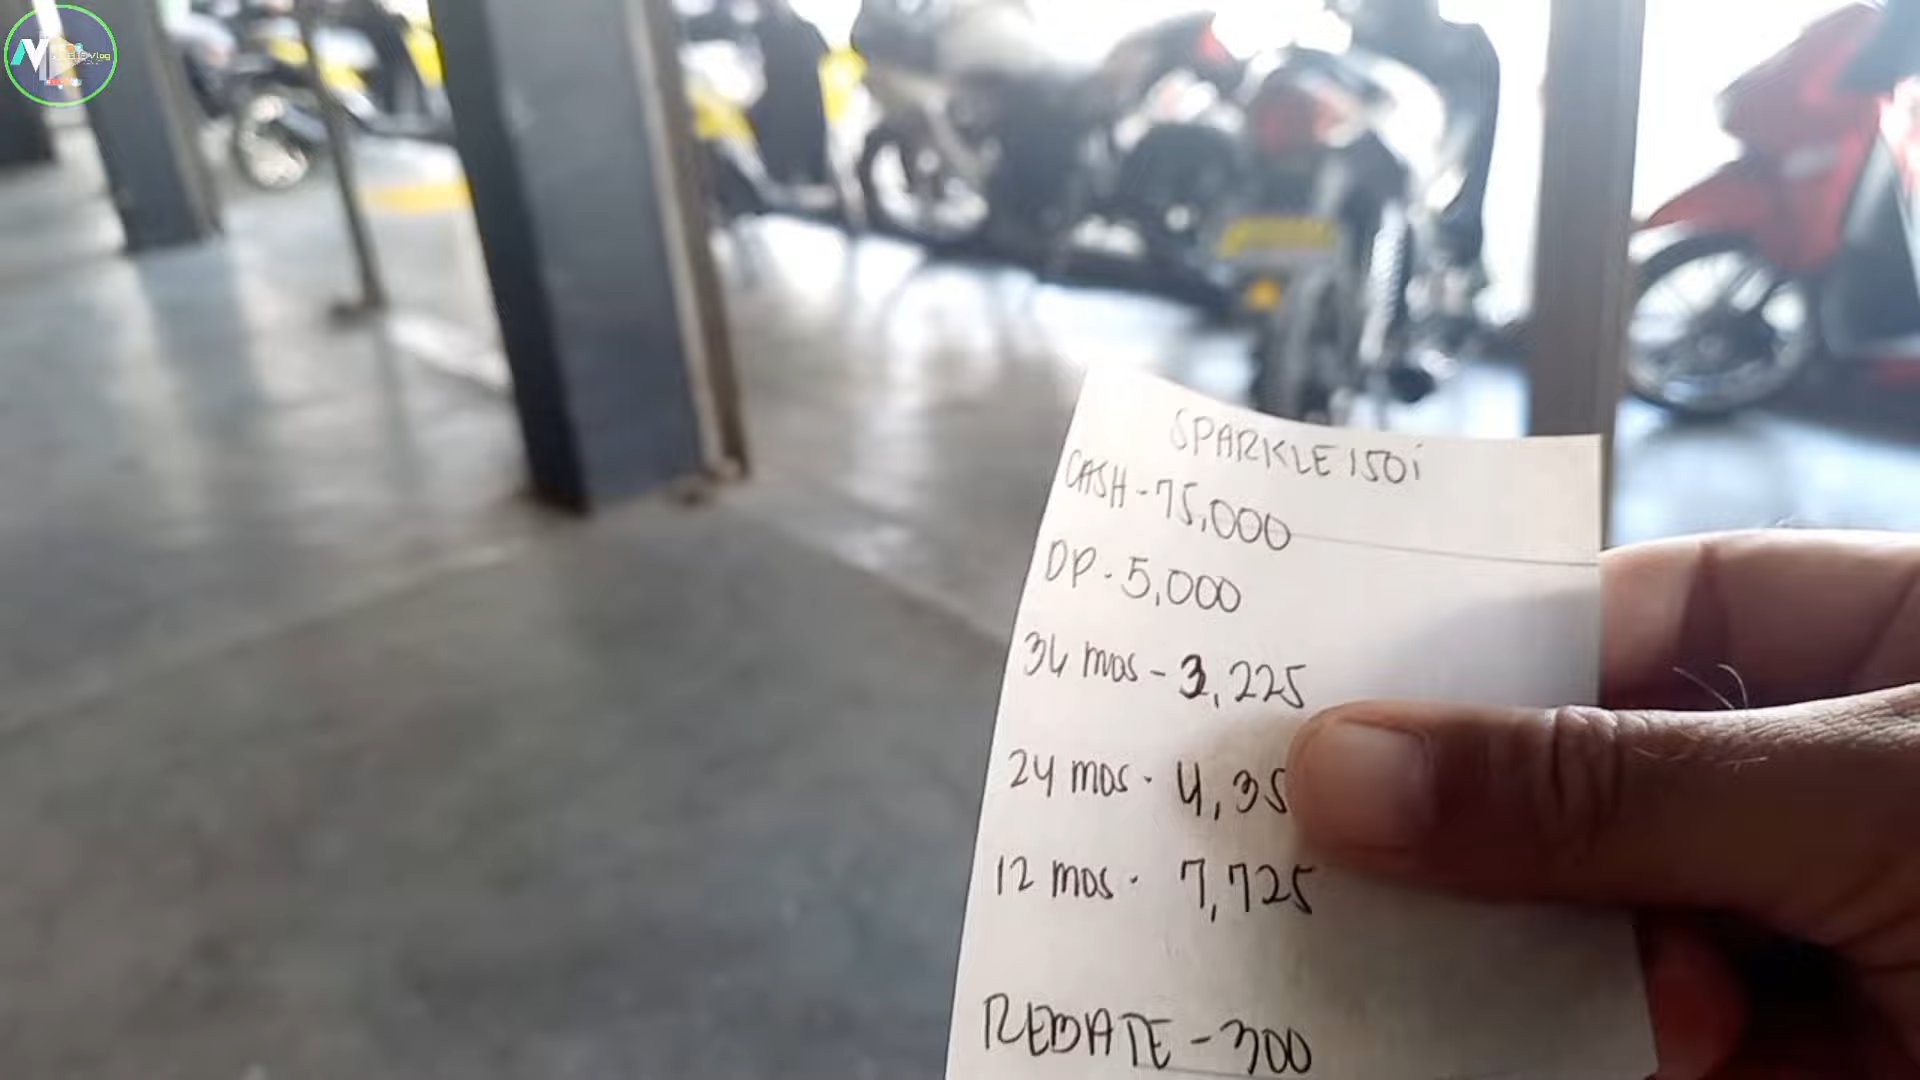 SPARKLE 150i
CASH - 75,000
DP - 5,000
36 mos - 3,225
24 mos - 4,35
12 mos - 7,725
REBATE - 300